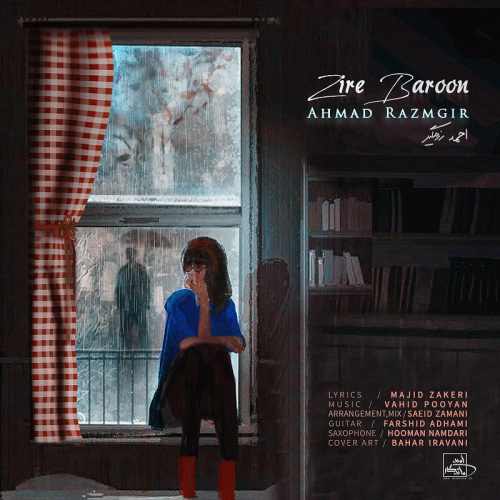 Zire Baroon
AHMAD RAZMGIR
احمد رزمگیر
LYRICS / MAJID ZAKERI
MUSIC / VAHID POOYAN
ARRANGEMENT,MIX / SAEID ZAMANI
GUITAR / FARSHID ADHAMI
SAXOPHONE / HOOMAN NAMDARI
COVER ART / BAHAR IRAVANI